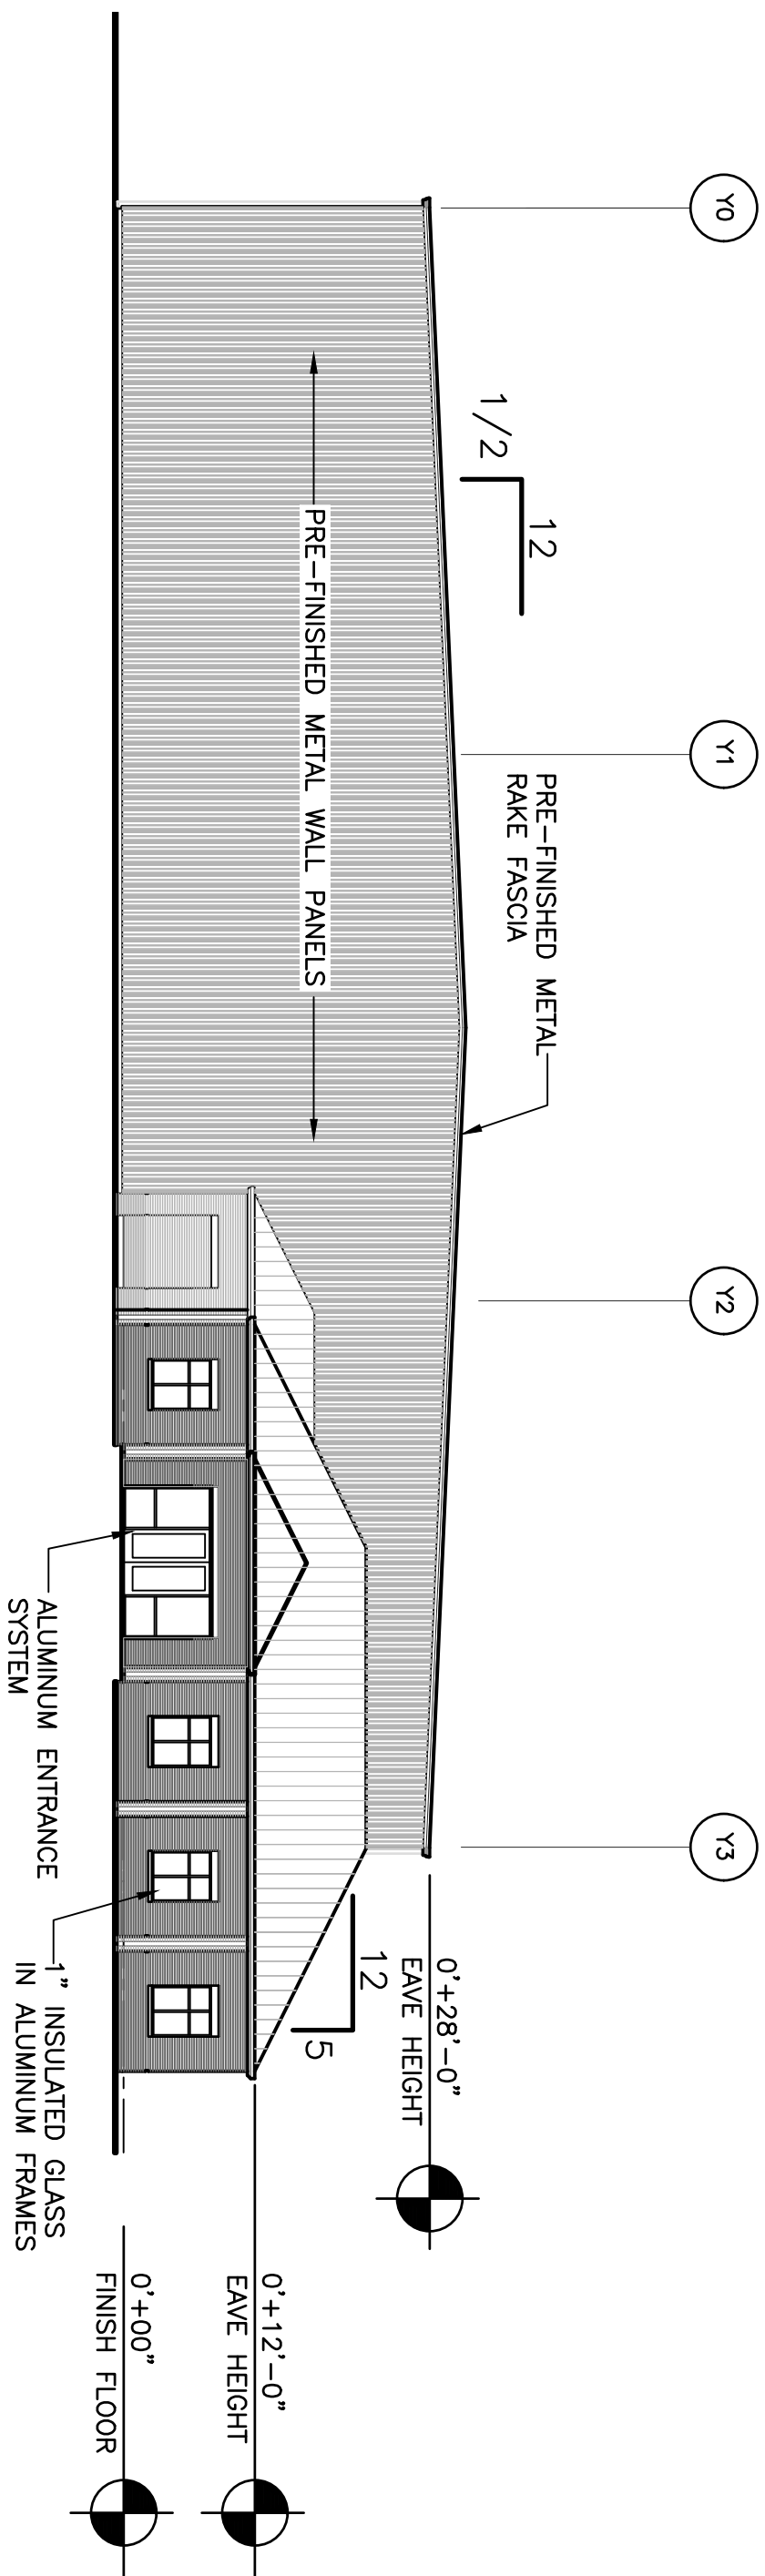 Y0
Y1
Y2
Y3
12
1/2
PRE-FINISHED METAL
RAKE FASCIA
PRE-FINISHED METAL WALL PANELS
12
5
0'+28'-0"
EAVE HEIGHT
0'+12'-0"
EAVE HEIGHT
0'+00"
FINISH FLOOR
ALUMINUM ENTRANCE
SYSTEM
1" INSULATED GLASS
IN ALUMINUM FRAMES